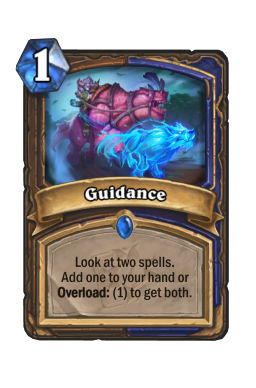 1
Guidance
Look at two spells.
Add one to your hand or
Overload: (1) to get both.